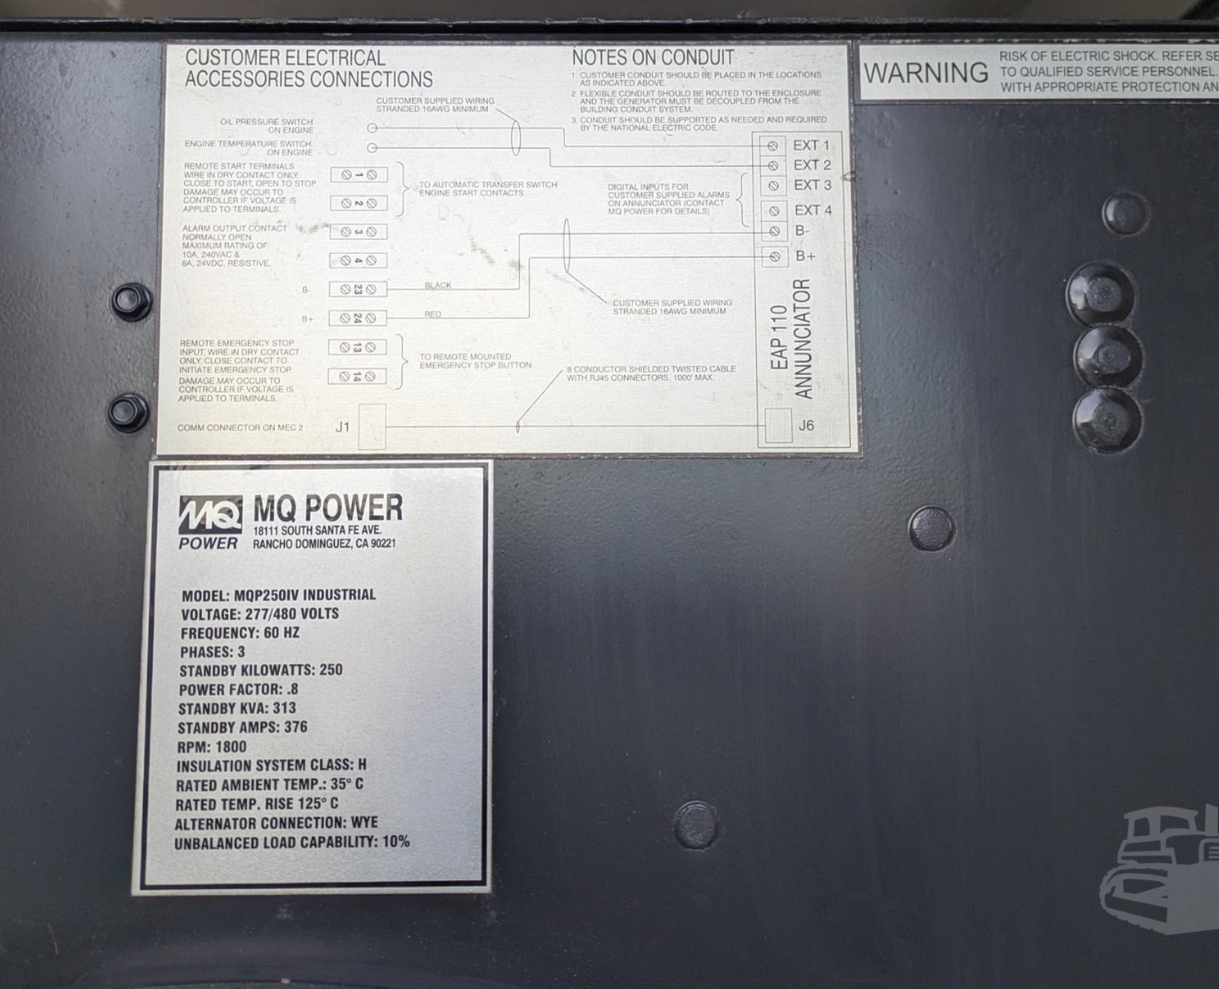 CUSTOMER ELECTRICAL
ACCESSORIES CONNECTIONS
CUSTOMER SUPPLIED WIRING
STRANDED 16AWG MINIMUM
OIL PRESSURE SWITCH
ON ENGINE
ENGINE TEMPERATURE SWITCH
ON ENGINE
REMOTE START TERMINALS
WIRE IN DRY CONTACT ONLY.
CLOSE TO START, OPEN TO STOP
DAMAGE MAY OCCUR TO
CONTROLLER IF VOLTAGE IS
APPLIED TO TERMINALS.
1
2
TO AUTOMATIC TRANSFER SWITCH
ENGINE START CONTACTS
ALARM OUTPUT CONTACT
NORMALLY OPEN
MAXIMUM RATING OF:
10A, 240VAC &
8A, 24VDC, RESISTIVE.
3
4
B-
23
BLACK
B+
24
RED
REMOTE EMERGENCY STOP
INPUT. WIRE IN DRY CONTACT
ONLY. CLOSE CONTACT TO
INITIATE EMERGENCY STOP.
DAMAGE MAY OCCUR TO
CONTROLLER IF VOLTAGE IS
APPLIED TO TERMINALS.
13
14
TO REMOTE MOUNTED
EMERGENCY STOP BUTTON
COMM CONNECTOR ON MEC 2
J1
NOTES ON CONDUIT
1. CUSTOMER CONDUIT SHOULD BE PLACED IN THE LOCATIONS
AS INDICATED ABOVE.
2. FLEXIBLE CONDUIT SHOULD BE ROUTED TO THE ENCLOSURE
AND THE GENERATOR MUST BE DECOUPLED FROM THE
BUILDING CONDUIT SYSTEM.
3. CONDUIT SHOULD BE SUPPORTED AS NEEDED AND REQUIRED
BY THE NATIONAL ELECTRIC CODE.
EXT 1
EXT 2
EXT 3
EXT 4
B-
B+
DIGITAL INPUTS FOR
CUSTOMER SUPPLIED ALARMS
ON ANNUNCIATOR (CONTACT
MQ POWER FOR DETAILS)
CUSTOMER SUPPLIED WIRING
STRANDED 16AWG MINIMUM
8 CONDUCTOR SHIELDED TWISTED CABLE
WITH RJ45 CONNECTORS. 1000' MAX.
EAP 110
ANNUNCIATOR
J6
WARNING
RISK OF ELECTRIC SHOCK. REFER SE
TO QUALIFIED SERVICE PERSONNEL.
WITH APPROPRIATE PROTECTION AN
MQ
POWER
MQ POWER
18111 SOUTH SANTA FE AVE.
RANCHO DOMINGUEZ, CA 90221
MODEL: MQP250IV INDUSTRIAL
VOLTAGE: 277/480 VOLTS
FREQUENCY: 60 HZ
PHASES: 3
STANDBY KILOWATTS: 250
POWER FACTOR: .8
STANDBY KVA: 313
STANDBY AMPS: 376
RPM: 1800
INSULATION SYSTEM CLASS: H
RATED AMBIENT TEMP.: 35° C
RATED TEMP. RISE 125° C
ALTERNATOR CONNECTION: WYE
UNBALANCED LOAD CAPABILITY: 10%